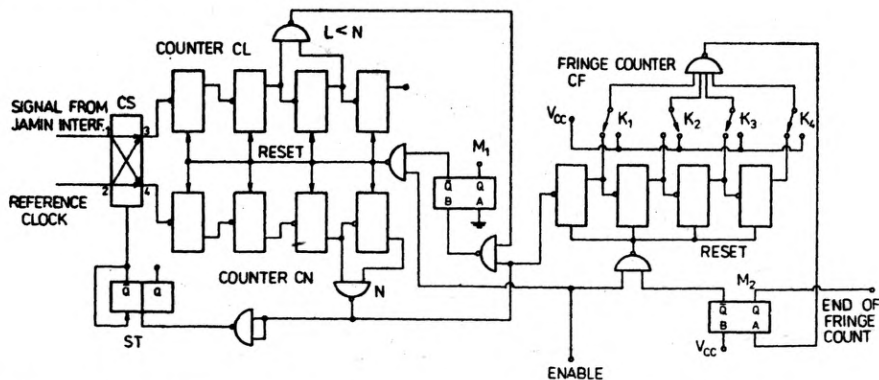 L < N
COUNTER CL
FRINGE COUNTER
CF
SIGNAL FROM
JAMIN INTERF.
CS
1
3
2
4
VCC
K1
K2
K3
K4
RESET
M1
Q̅
Q
B
A
REFERENCE
CLOCK
COUNTER CN
N
RESET
M2
Q̅
Q
B
A
VCC
END OF
FRINGE
COUNT
Q̅
Q
ST
ENABLE